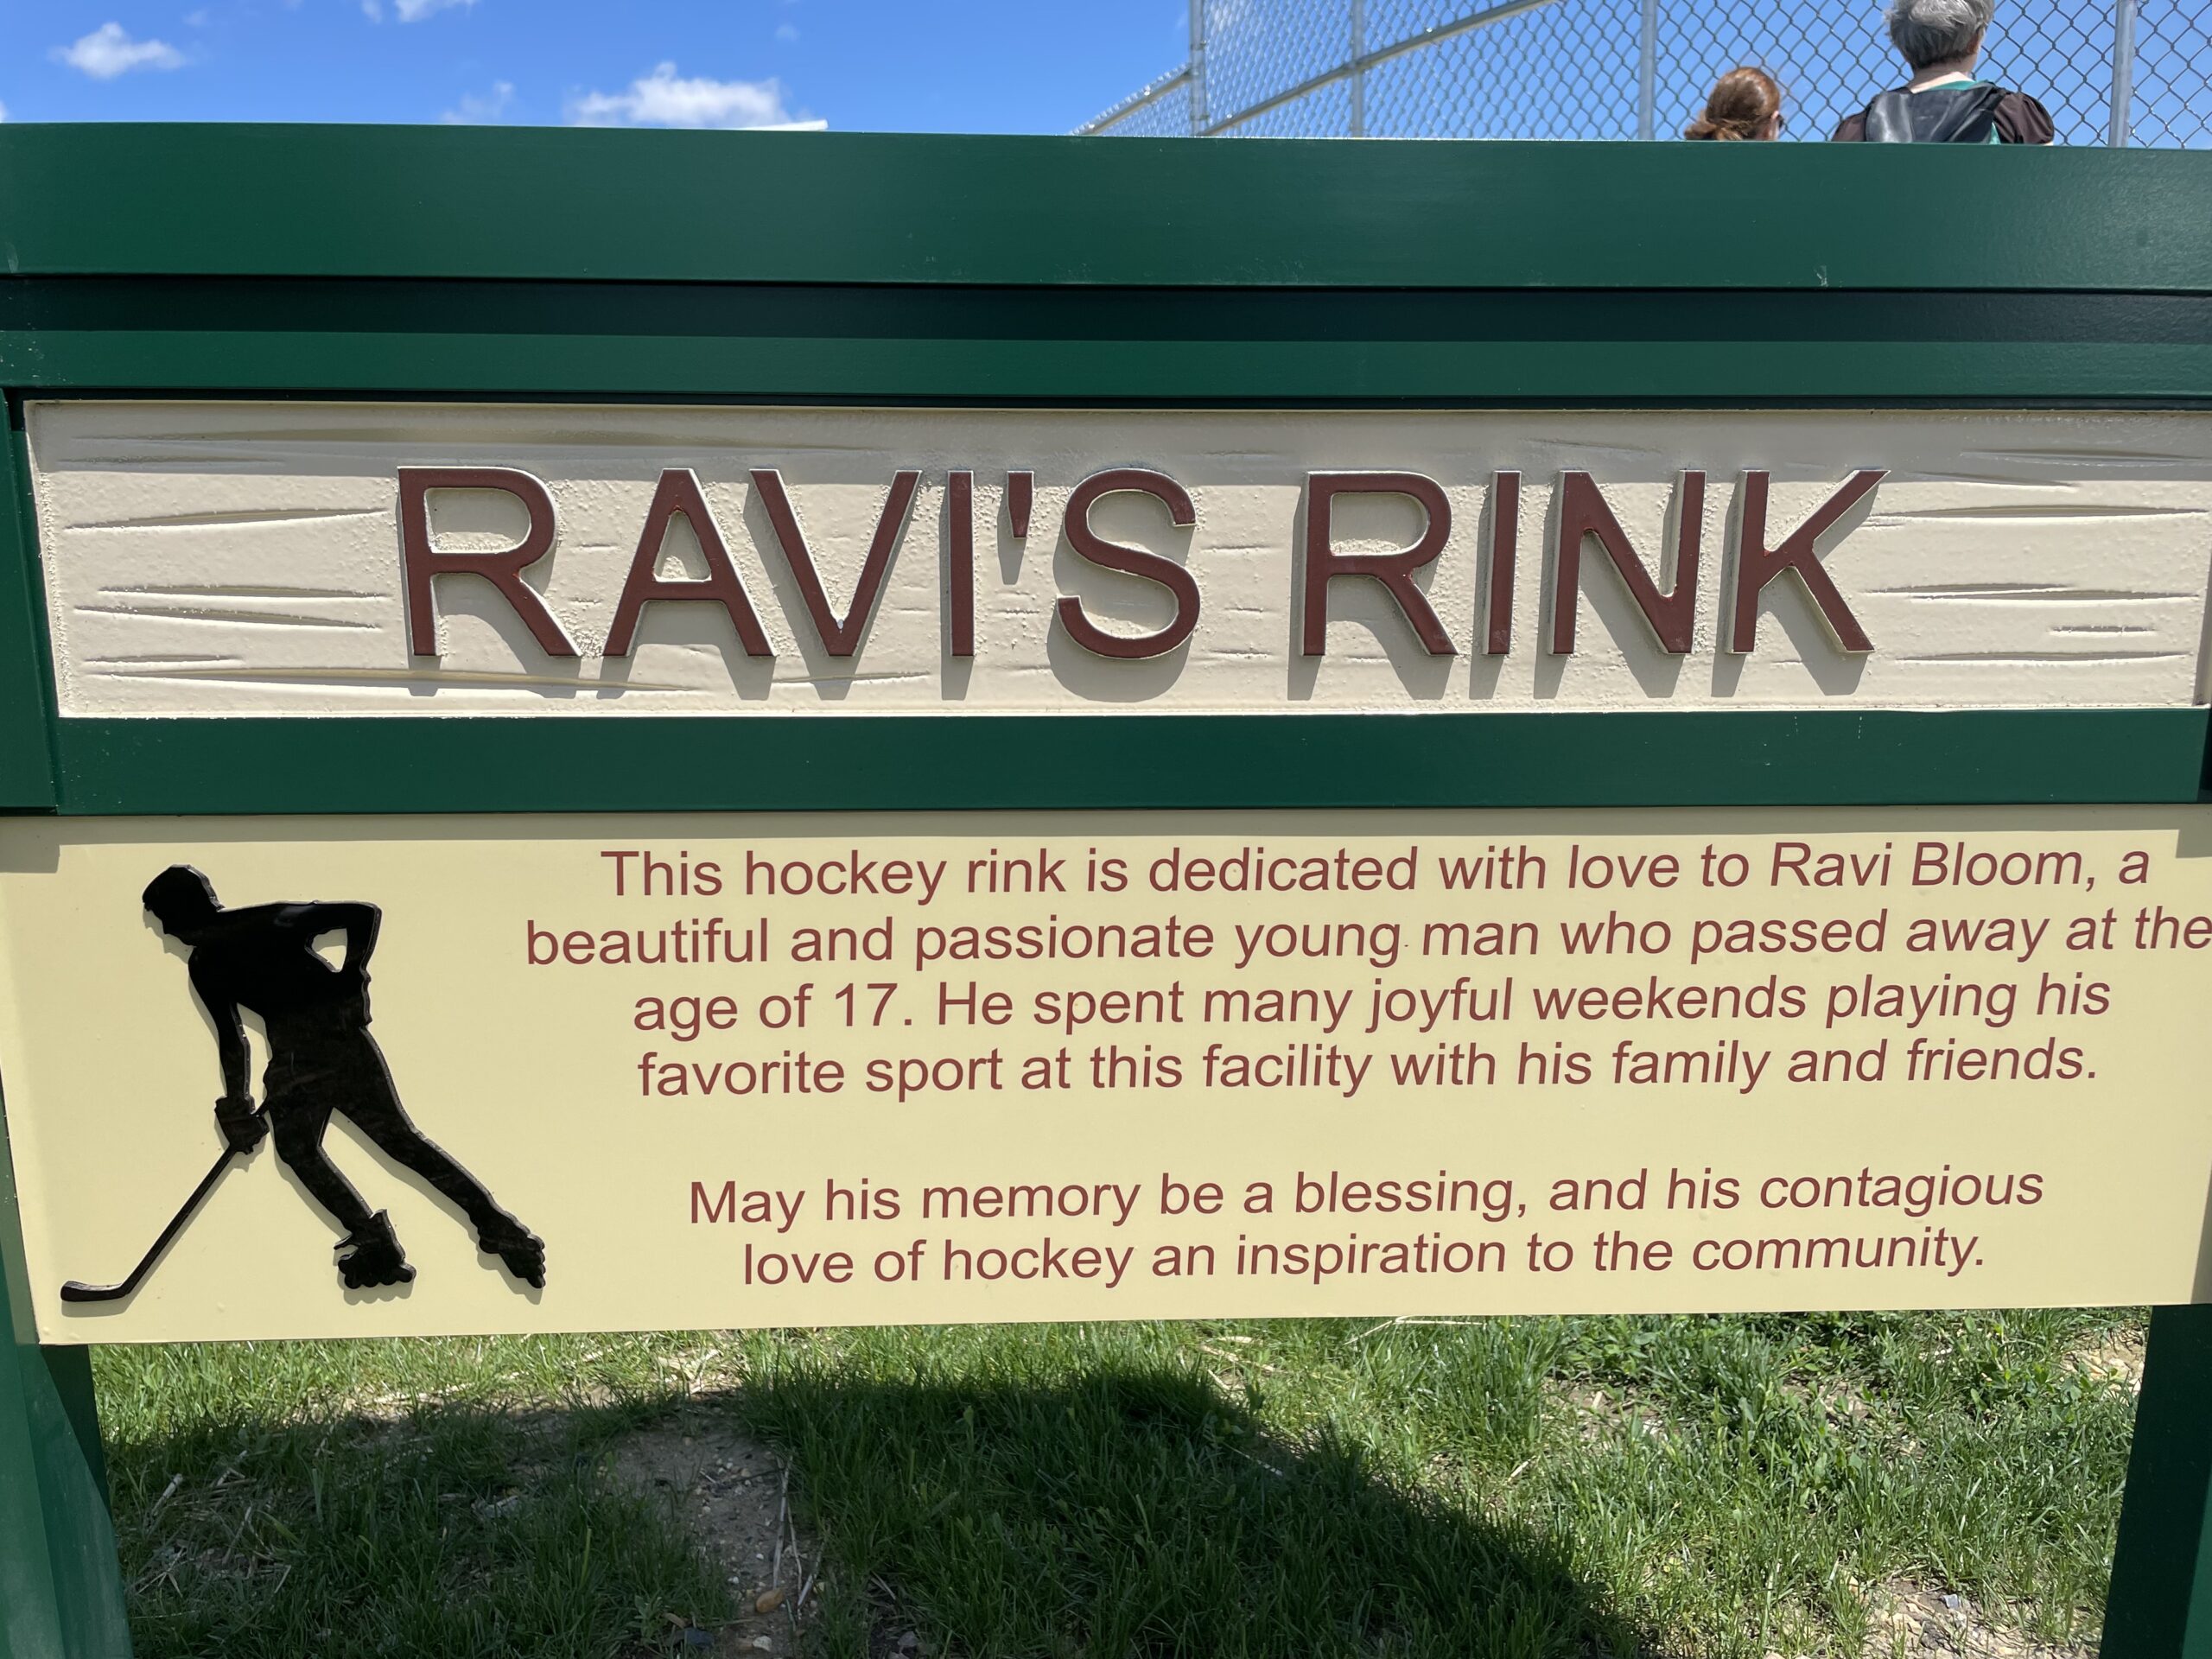 RAVI'S RINK
This hockey rink is dedicated with love to Ravi Bloom, a
beautiful and passionate young man who passed away at the
age of 17. He spent many joyful weekends playing his
favorite sport at this facility with his family and friends.
May his memory be a blessing, and his contagious
love of hockey an inspiration to the community.